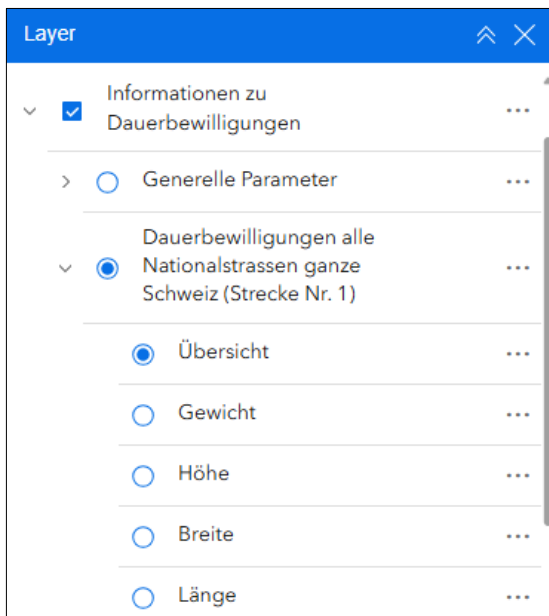 Layer
Informationen zu
Dauerbewilligungen
Generelle Parameter
Dauerbewilligungen alle
Nationalstrassen ganze
Schweiz (Strecke Nr. 1)
Übersicht
Gewicht
Höhe
Breite
Länge